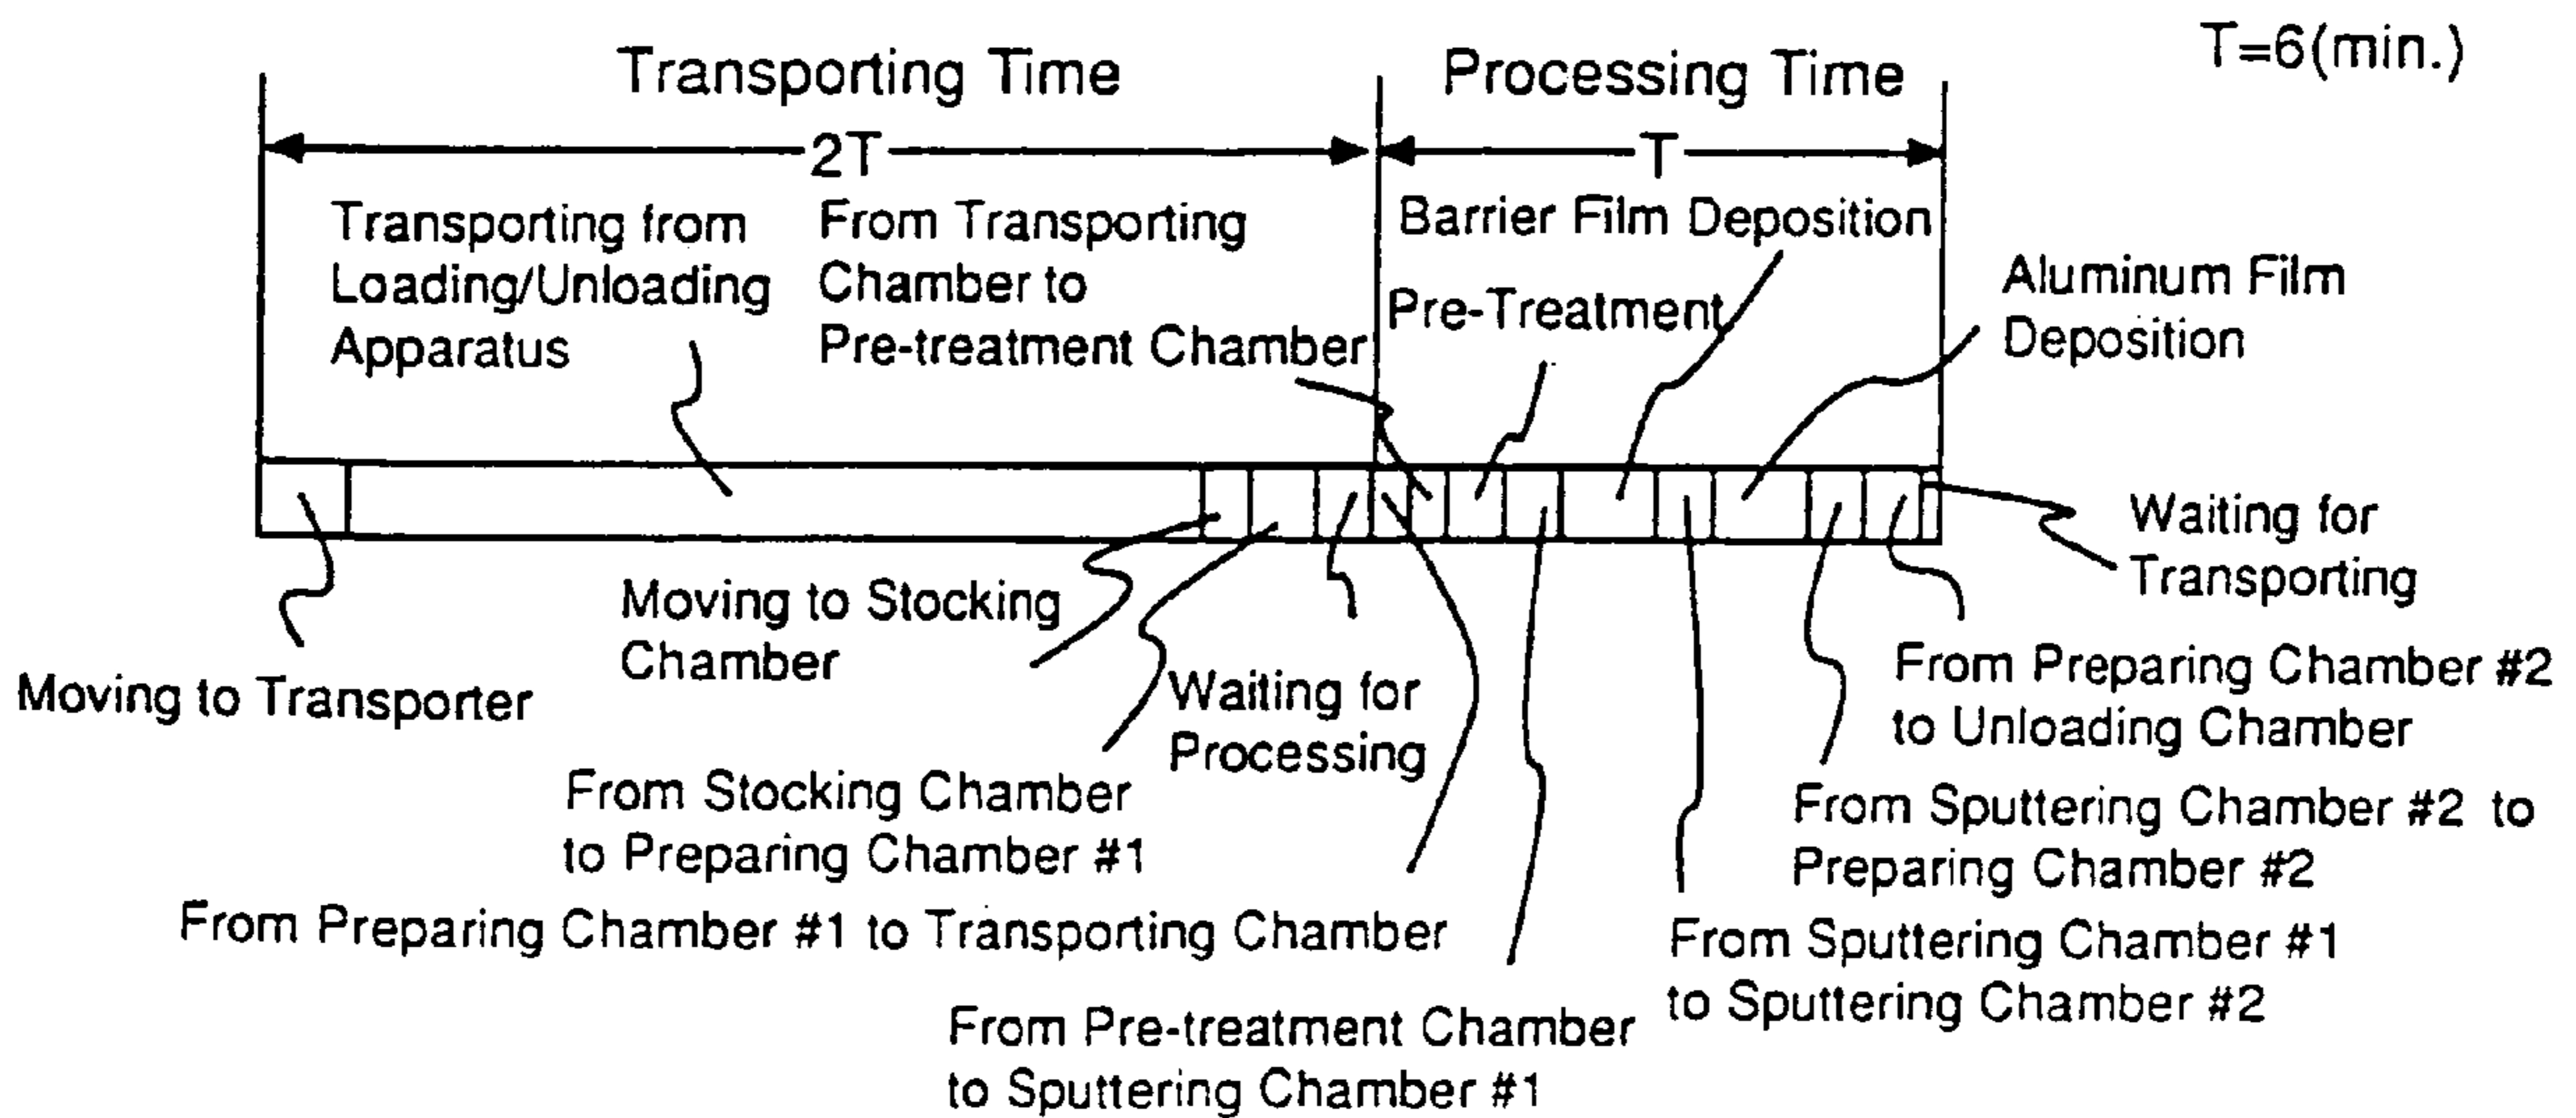 T=6(min.)
Transporting Time
Processing Time
2T
T
Transporting from
Loading/Unloading
Apparatus
From Transporting
Chamber to
Pre-treatment Chamber
Barrier Film Deposition
Pre-Treatment
Aluminum Film
Deposition
Waiting for
Transporting
Moving to Transporter
Moving to Stocking
Chamber
Waiting for
Processing
From Stocking Chamber
to Preparing Chamber #1
From Preparing Chamber #1 to Transporting Chamber
From Pre-treatment Chamber
to Sputtering Chamber #1
From Sputtering Chamber #1
to Sputtering Chamber #2
From Sputtering Chamber #2 to
Preparing Chamber #2
From Preparing Chamber #2
to Unloading Chamber